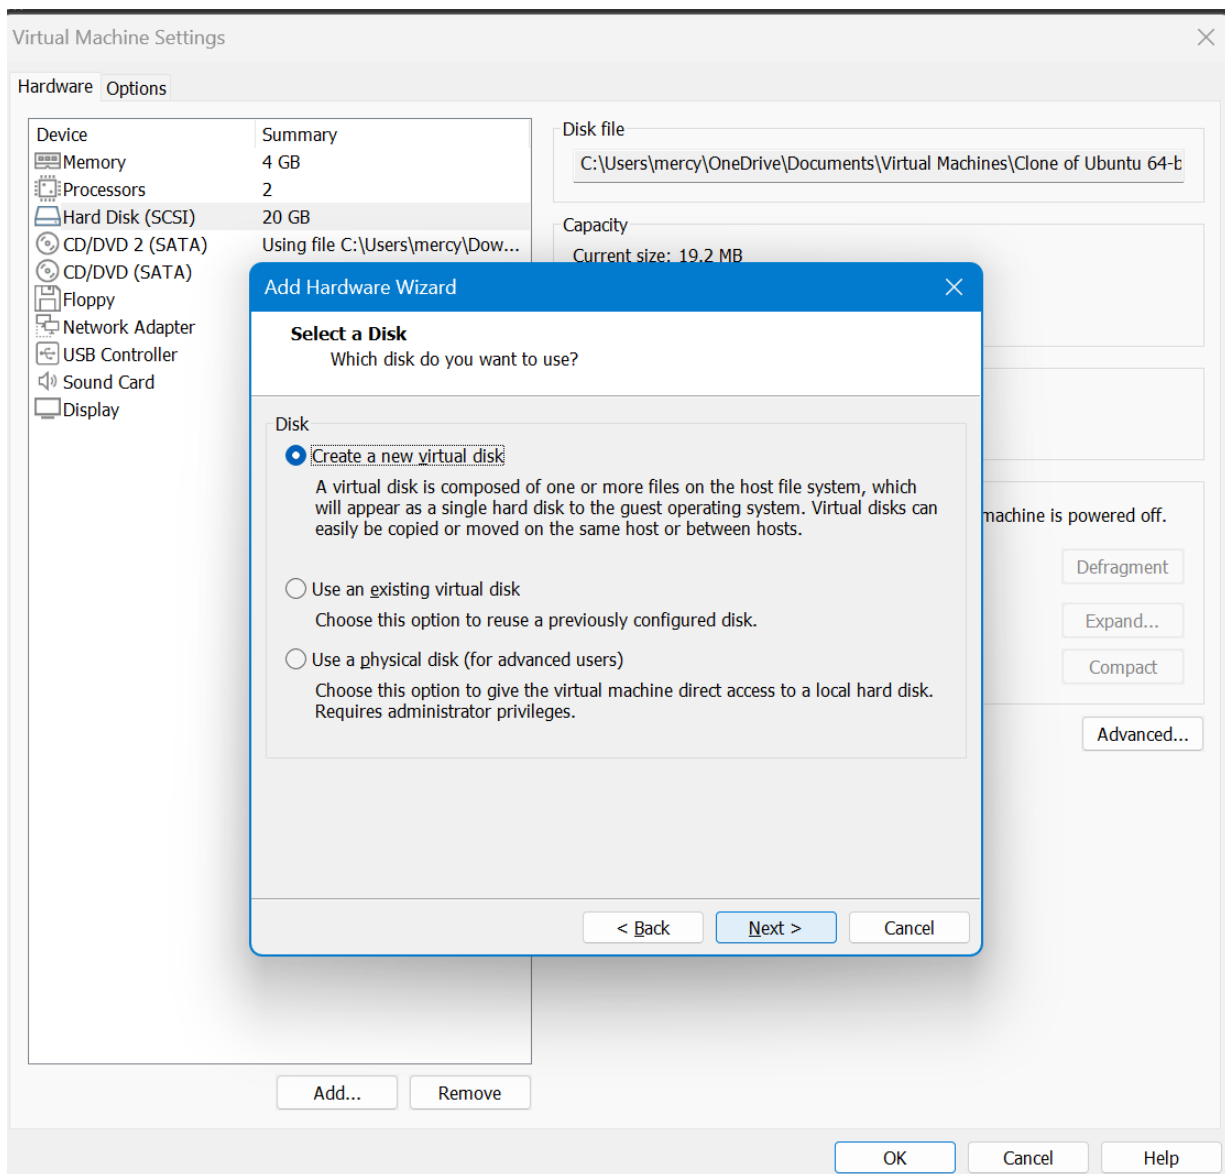 Virtual Machine Settings
Hardware Options
Device Summary
Memory 4 GB
Processors 2
Hard Disk (SCSI) 20 GB
CD/DVD 2 (SATA) Using file C:\Users\mercy\Dow...
CD/DVD (SATA)
Floppy
Network Adapter
USB Controller
Sound Card
Display
Add... Remove
Disk file
C:\Users\mercy\OneDrive\Documents\Virtual Machines\Clone of Ubuntu 64-b
Capacity
Current size: 19.2 MB
machine is powered off.
Defragment
Expand...
Compact
Advanced...
Add Hardware Wizard
Select a Disk
Which disk do you want to use?
Disk
Create a new virtual disk
A virtual disk is composed of one or more files on the host file system, which
will appear as a single hard disk to the guest operating system. Virtual disks can
easily be copied or moved on the same host or between hosts.
Use an existing virtual disk
Choose this option to reuse a previously configured disk.
Use a physical disk (for advanced users)
Choose this option to give the virtual machine direct access to a local hard disk.
Requires administrator privileges.
< Back Next > Cancel
OK Cancel Help